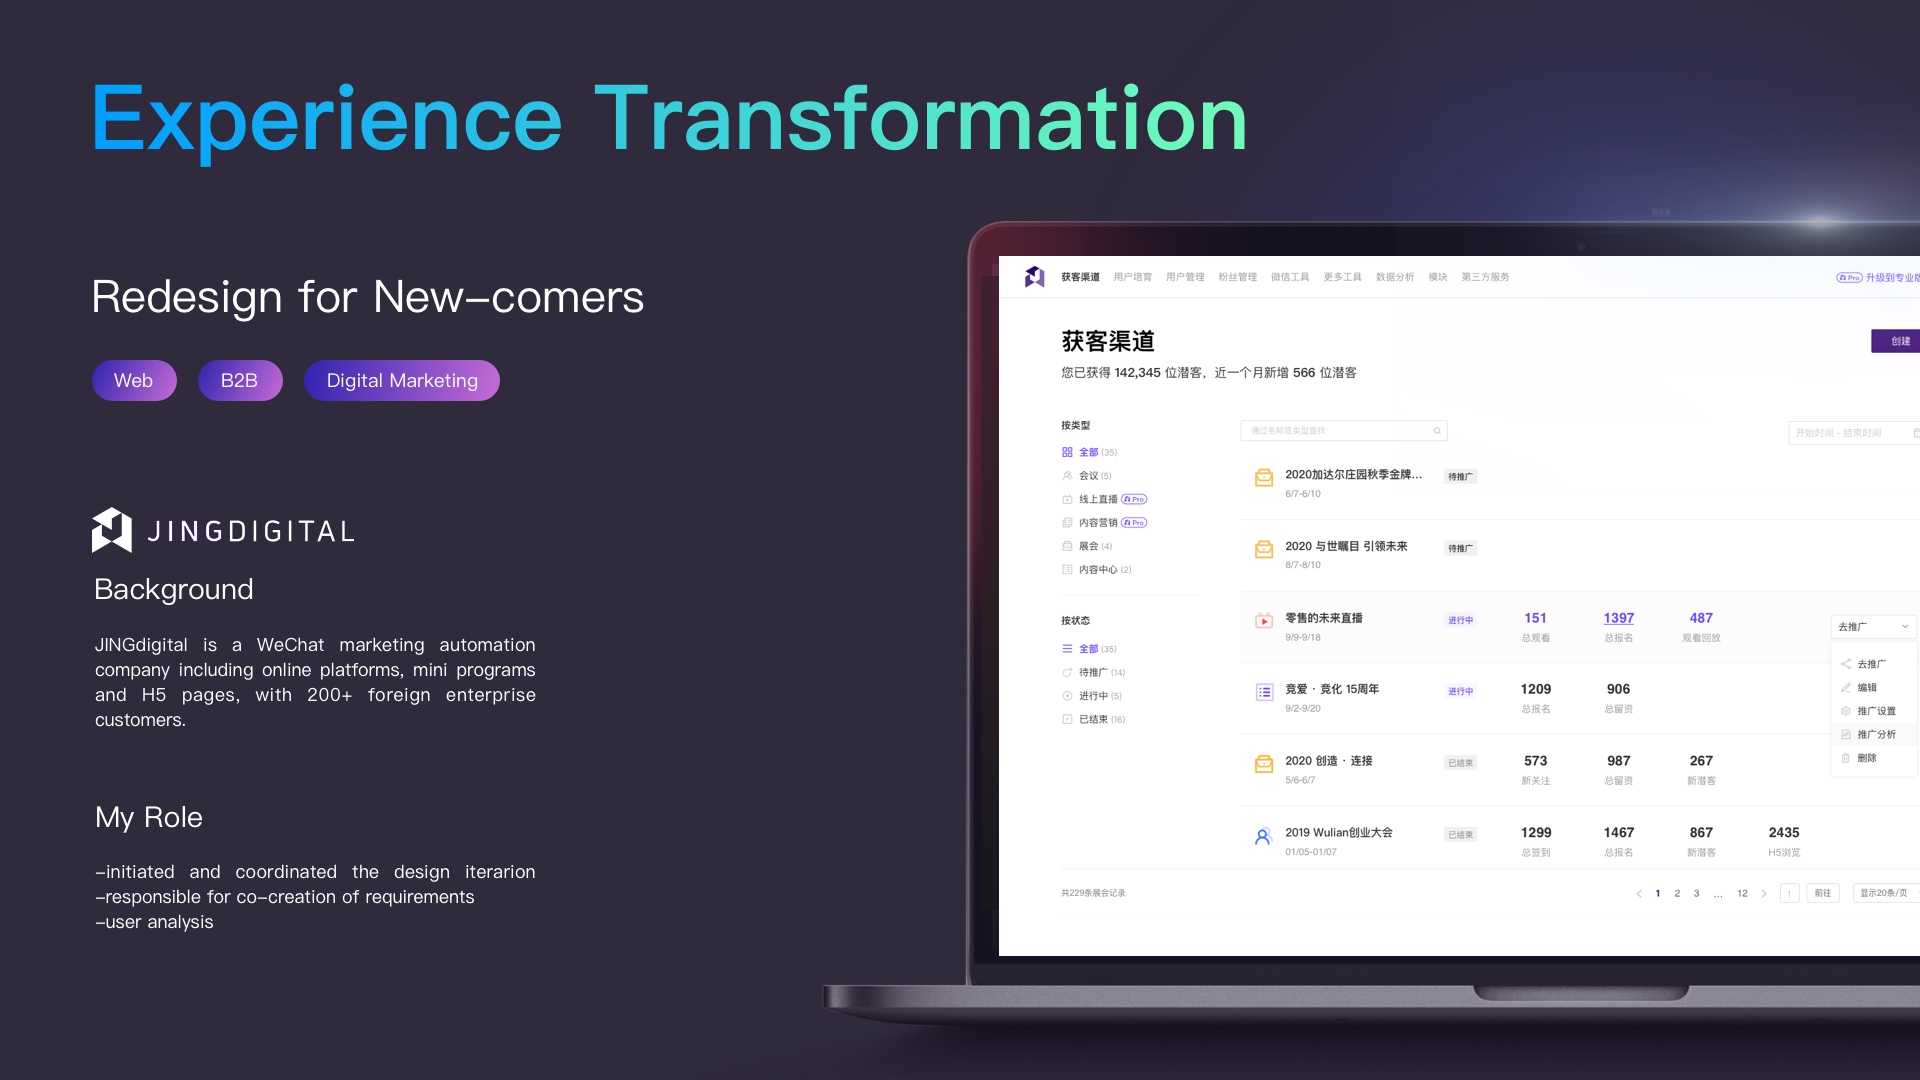 Experience Transformation
Redesign for New-comers
Web
B2B
Digital Marketing
JINGDIGITAL
Background
JINGdigital is a WeChat marketing automation
company including online platforms, mini programs
and H5 pages, with 200+ foreign enterprise
customers.
My Role
-initiated and coordinated the design iterarion
-responsible for co-creation of requirements
-user analysis
获客渠道 用户培育 用户管理 粉丝管理 微信工具 更多工具 数据分析 模块 第三方服务
Pro 升级到专业版
获客渠道
创建
您已获得 142,345 位潜客，近一个月新增 566 位潜客
按类型
全部 (35)
会议 (5)
线上直播 Pro
内容营销 Pro
展会 (4)
内容中心 (2)
按状态
全部 (35)
待推广 (14)
进行中 (5)
已结束 (16)
通过名称或类型查找
开始时间 - 结束时间
2020加达尔庄园秋季金牌... 待推广
6/7-6/10
2020 与世瞩目 引领未来 待推广
8/7-8/10
零售的未来直播 进行中 151 1397 487
9/9-9/18 总观看 总报名 观看回放
去推广
去推广
编辑
推广设置
推广分析
删除
竞爱 · 竞化 15周年 进行中 1209 906
9/2-9/20 总报名 总留资
2020 创造 · 连接 已结束 573 987 267
5/6-6/7 新关注 总留资 新潜客
2019 Wulian创业大会 已结束 1299 1467 867 2435
01/05-01/07 总签到 总报名 新潜客 H5浏览
共229条展会记录
1 2 3 ... 12 1 前往 显示20条/页